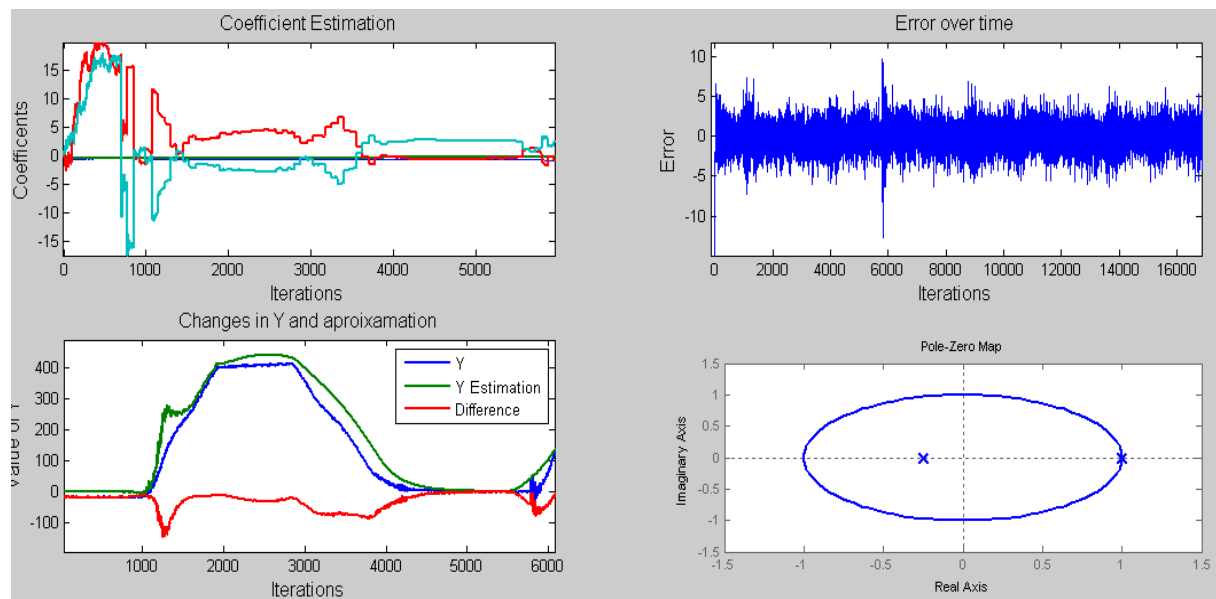 Coefficient Estimation
Coefficents
15
10
5
0
-5
-10
-15
0 1000 2000 3000 4000 5000
Iterations
Error over time
Error
10
5
0
-5
-10
0 2000 4000 6000 8000 10000 12000 14000 16000
Iterations
Changes in Y and aproixamation
Value of Y
400
300
200
100
0
-100
Y
Y Estimation
Difference
1000 2000 3000 4000 5000 6000
Iterations
Pole-Zero Map
Imaginary Axis
1.5
1
0.5
0
-0.5
-1
-1.5
-1 -0.5 0 0.5 1 1.5
Real Axis